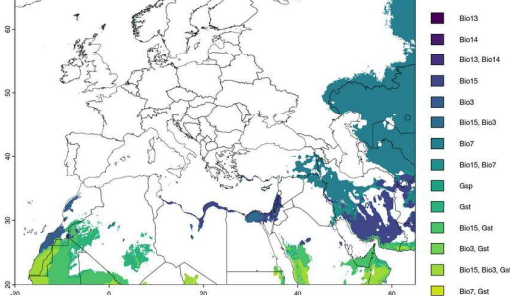 60
50
40
30
20
0
20
40
60
Bio13
Bio14
Bio13, Bio14
Bio15
Bio3
Bio15, Bio3
Bio7
Bio15, Bio7
Gsp
Gst
Bio15, Gst
Bio3, Gst
Bio15, Bio3, Gst
Bio7, Gst